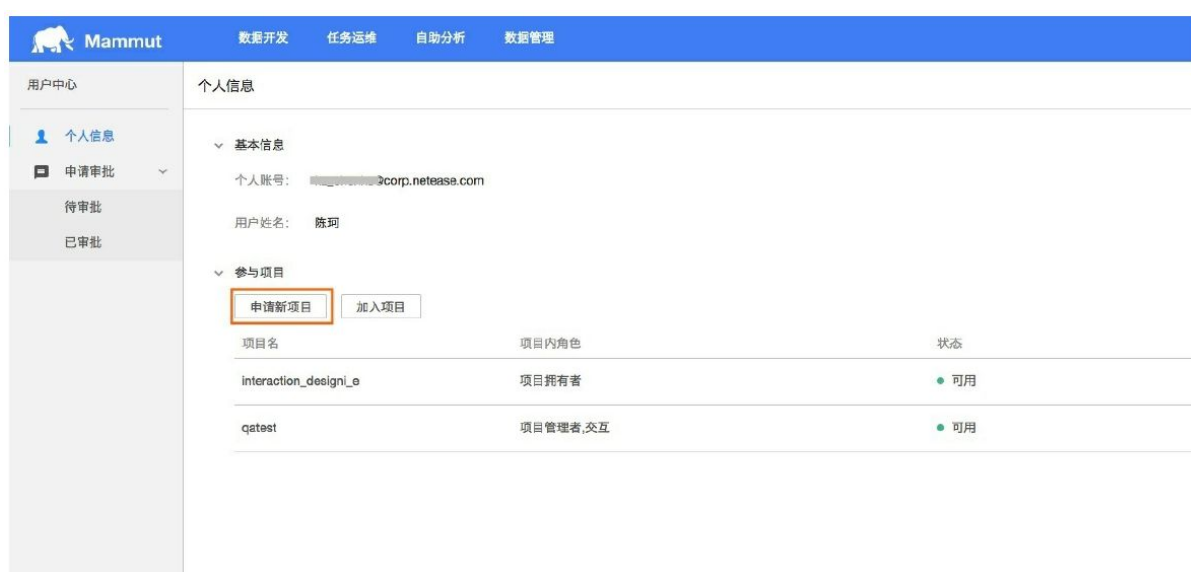 Mammut 数据开发 任务运维 自助分析 数据管理
用户中心
个人信息
申请审批
待审批
已审批
个人信息
基本信息
个人账号: @corp.netease.com
用户姓名: 陈珂
参与项目
申请新项目 加入项目
项目名 项目内角色 状态
interaction_designi_e 项目拥有者 可用
qatest 项目管理者,交互 可用